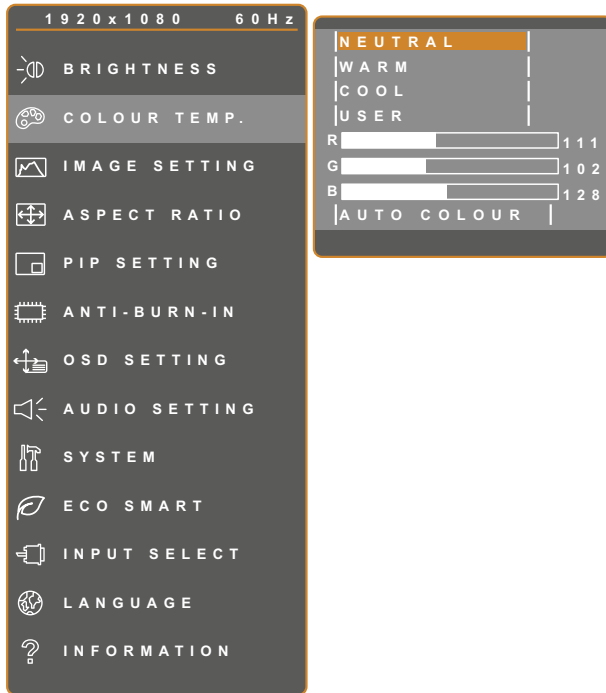 1920x1080 60Hz
BRIGHTNESS
COLOUR TEMP.
IMAGE SETTING
ASPECT RATIO
PIP SETTING
ANTI-BURN-IN
OSD SETTING
AUDIO SETTING
SYSTEM
ECO SMART
INPUT SELECT
LANGUAGE
INFORMATION
NEUTRAL
WARM
COOL
USER
R 111
G 102
B 128
AUTO COLOUR